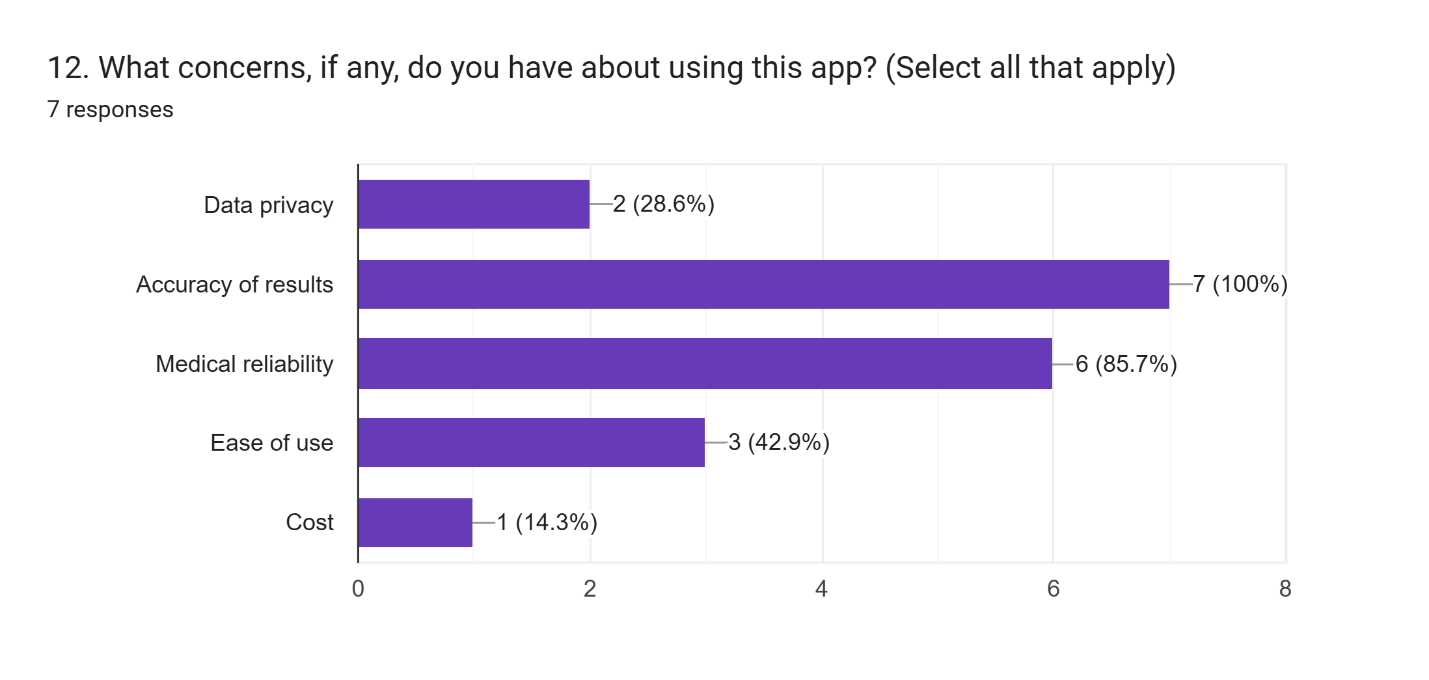 12. What concerns, if any, do you have about using this app? (Select all that apply)
7 responses
Data privacy
2 (28.6%)
Accuracy of results
7 (100%)
Medical reliability
6 (85.7%)
Ease of use
3 (42.9%)
Cost
1 (14.3%)
0 2 4 6 8